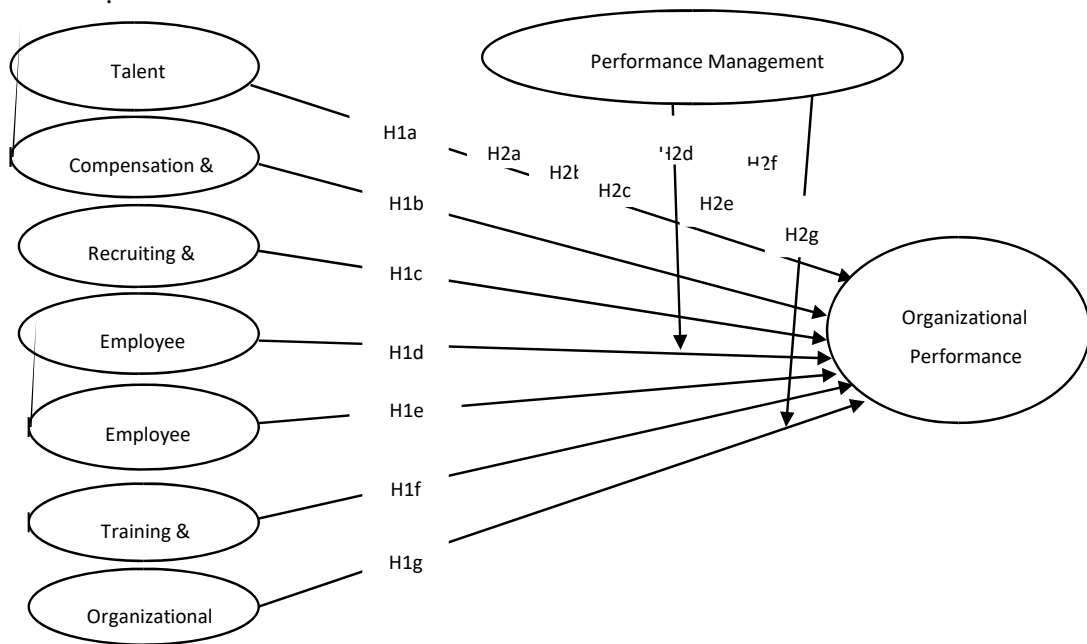 Talent
Performance Management
Compensation &
Recruiting &
Employee
Employee
Training &
Organizational
H1a
H1b
H1c
H1d
H1e
H1f
H1g
H2a
H2c
H2d
H2e
H2f
H2g
Organizational
Performance